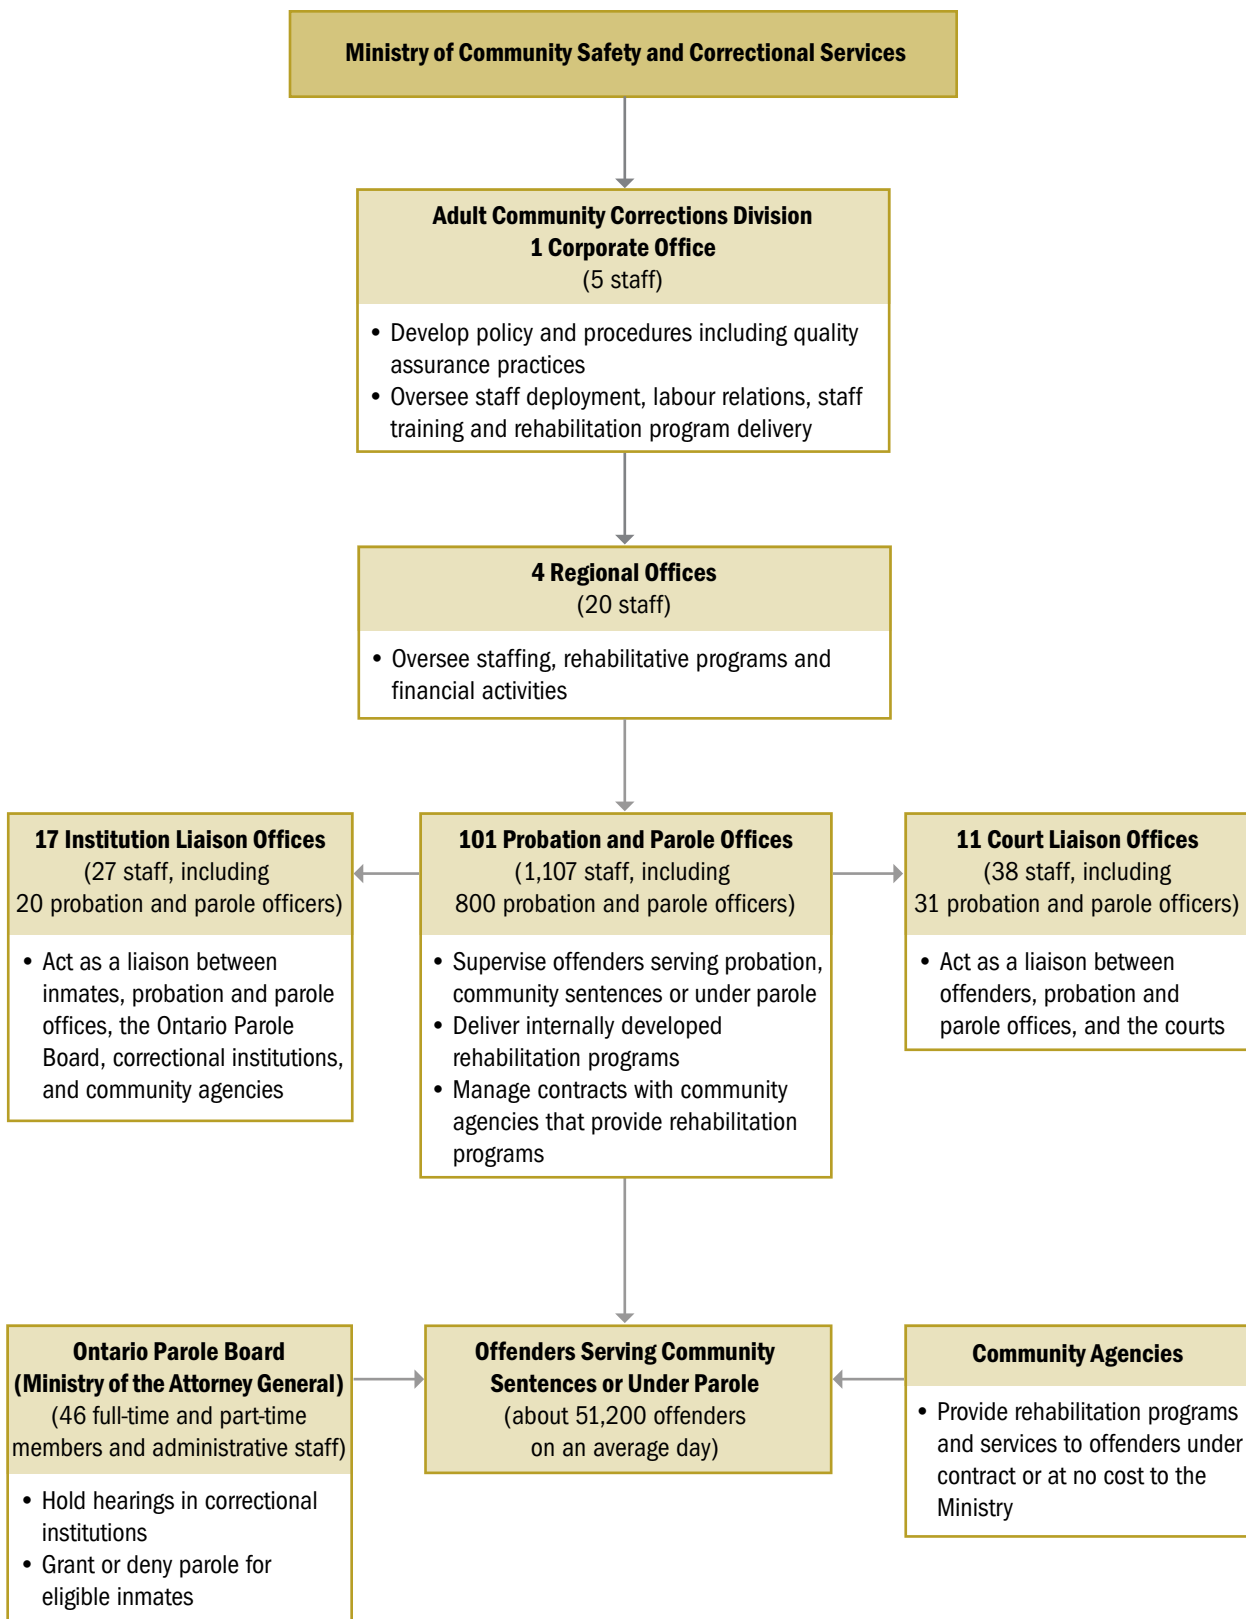 Ministry of Community Safety and Correctional Services
Adult Community Corrections Division
1 Corporate Office
(5 staff)
• Develop policy and procedures including quality
assurance practices
• Oversee staff deployment, labour relations, staff
training and rehabilitation program delivery
4 Regional Offices
(20 staff)
• Oversee staffing, rehabilitative programs and
financial activities
17 Institution Liaison Offices
(27 staff, including
20 probation and parole officers)
• Act as a liaison between
inmates, probation and parole
offices, the Ontario Parole
Board, correctional institutions,
and community agencies
101 Probation and Parole Offices
(1,107 staff, including
800 probation and parole officers)
• Supervise offenders serving probation,
community sentences or under parole
• Deliver internally developed
rehabilitation programs
• Manage contracts with community
agencies that provide rehabilitation
programs
11 Court Liaison Offices
(38 staff, including
31 probation and parole officers)
• Act as a liaison between
offenders, probation and
parole offices, and the courts
Ontario Parole Board
(Ministry of the Attorney General)
(46 full-time and part-time
members and administrative staff)
• Hold hearings in correctional
institutions
• Grant or deny parole for
eligible inmates
Offenders Serving Community
Sentences or Under Parole
(about 51,200 offenders
on an average day)
Community Agencies
• Provide rehabilitation programs
and services to offenders under
contract or at no cost to the
Ministry